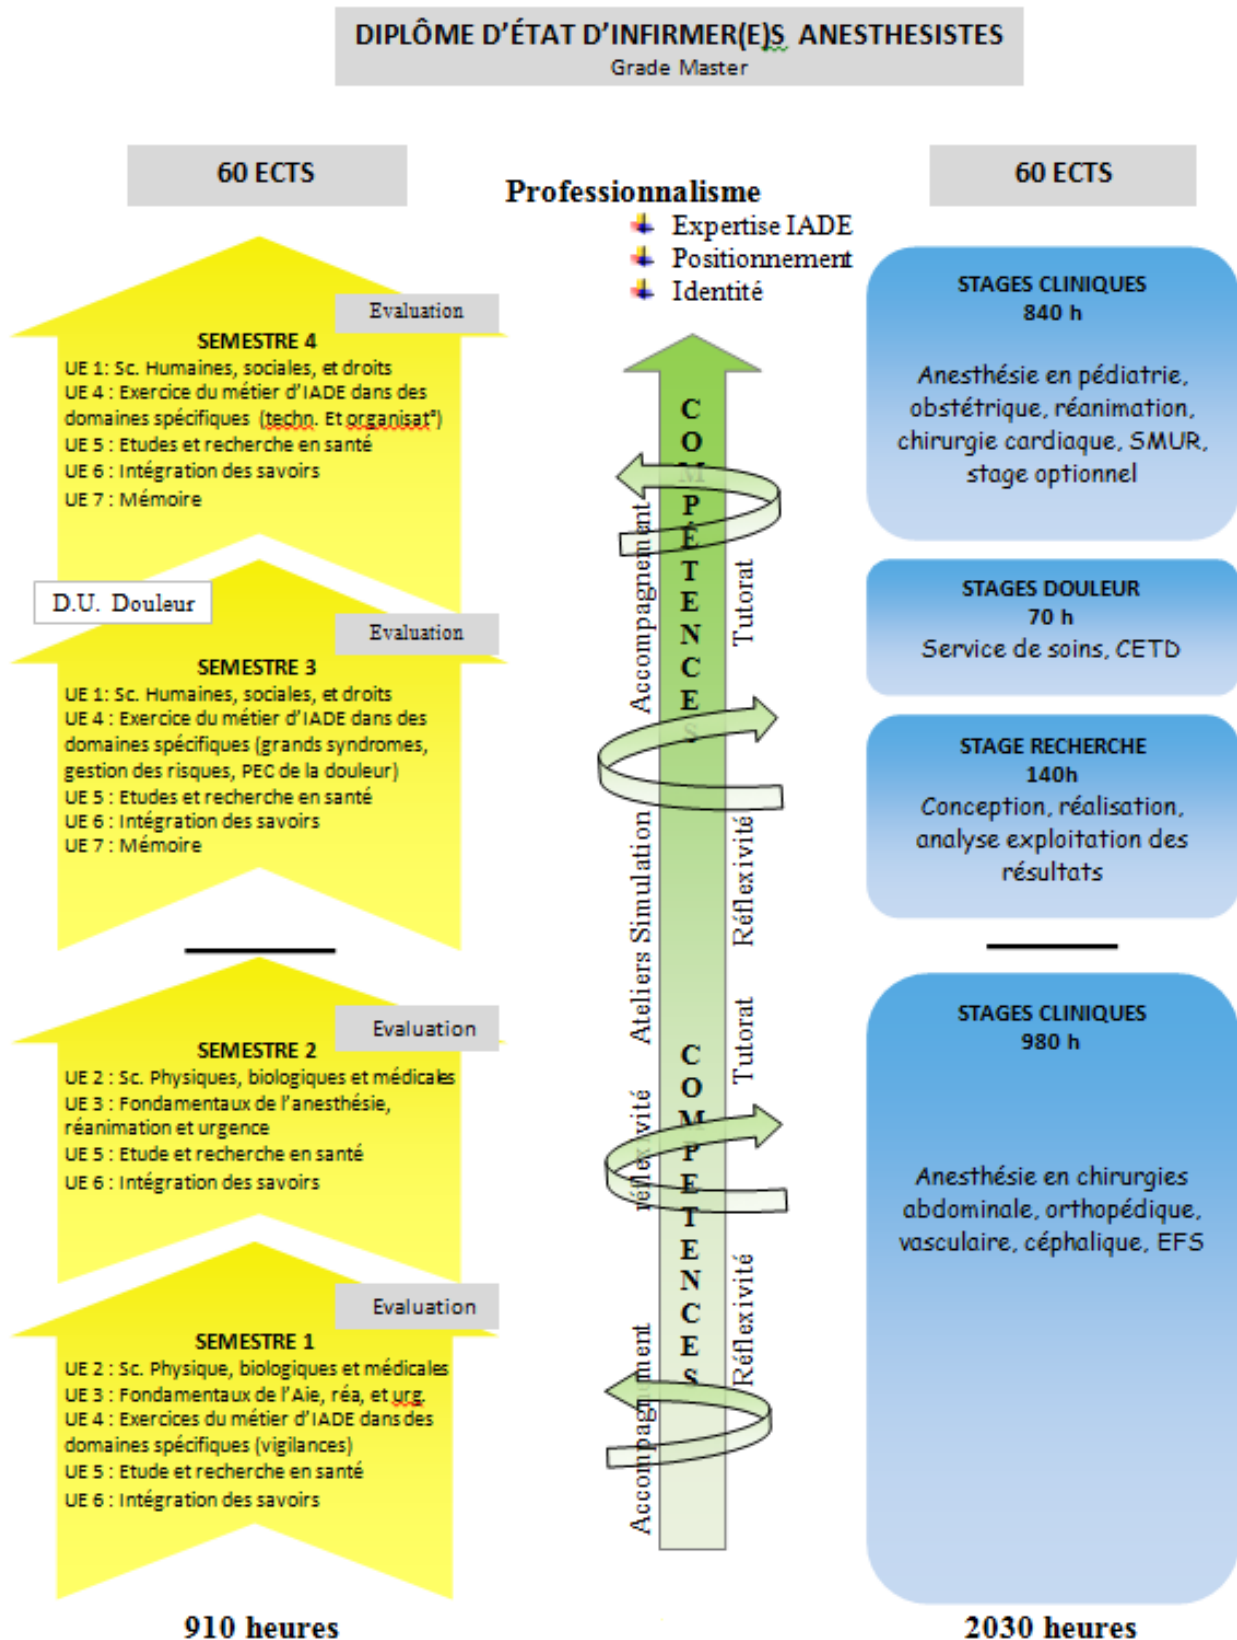 DIPLÔME D'ÉTAT D'INFIRMER(E)S ANESTHESISTES
Grade Master
60 ECTS
Evaluation
SEMESTRE 4
UE 1: Sc. Humaines, sociales, et droits
UE 4 : Exercice du métier d'IADE dans des
domaines spécifiques (techn. Et organisat°)
UE 5 : Etudes et recherche en santé
UE 6 : Intégration des savoirs
UE 7 : Mémoire
D.U. Douleur
Evaluation
SEMESTRE 3
UE 1: Sc. Humaines, sociales, et droits
UE 4 : Exercice du métier d'IADE dans des
domaines spécifiques (grands syndromes,
gestion des risques, PEC de la douleur)
UE 5 : Etudes et recherche en santé
UE 6 : Intégration des savoirs
UE 7 : Mémoire
Evaluation
SEMESTRE 2
UE 2 : Sc. Physiques, biologiques et médicales
UE 3 : Fondamentaux de l'anesthésie,
réanimation et urgence
UE 5 : Etude et recherche en santé
UE 6 : Intégration des savoirs
Evaluation
SEMESTRE 1
UE 2 : Sc. Physique, biologiques et médicales
UE 3 : Fondamentaux de l'Aie, réa, et urg.
UE 4 : Exercices du métier d'IADE dans des
domaines spécifiques (vigilances)
UE 5 : Etude et recherche en santé
UE 6 : Intégration des savoirs
910 heures
Professionnalisme
Expertise IADE
Positionnement
Identité
COMPÉTENCES
Accompagnement
Tutorat
Ateliers Simulation
Réflexivité
COMPETENCES
réflexivité
Tutorat
Accompagnument
Réflexivité
60 ECTS
STAGES CLINIQUES
840 h
Anesthésie en pédiatrie,
obstétrique, réanimation,
chirurgie cardiaque, SMUR,
stage optionnel
STAGES DOULEUR
70 h
Service de soins, CETD
STAGE RECHERCHE
140h
Conception, réalisation,
analyse exploitation des
résultats
STAGES CLINIQUES
980 h
Anesthésie en chirurgies
abdominale, orthopédique,
vasculaire, céphalique, EFS
2030 heures